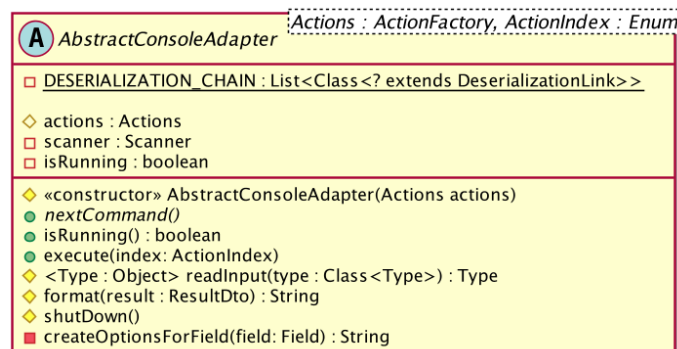 Actions : ActionFactory, ActionIndex : Enum
A AbstractConsoleAdapter
DESERIALIZATION_CHAIN : List<Class<? extends DeserializationLink>>
actions : Actions
scanner : Scanner
isRunning : boolean
«constructor» AbstractConsoleAdapter(Actions actions)
nextCommand()
isRunning() : boolean
execute(index: ActionIndex)
<Type : Object> readInput(type : Class<Type>) : Type
format(result : ResultDto) : String
shutDown()
createOptionsForField(field: Field) : String